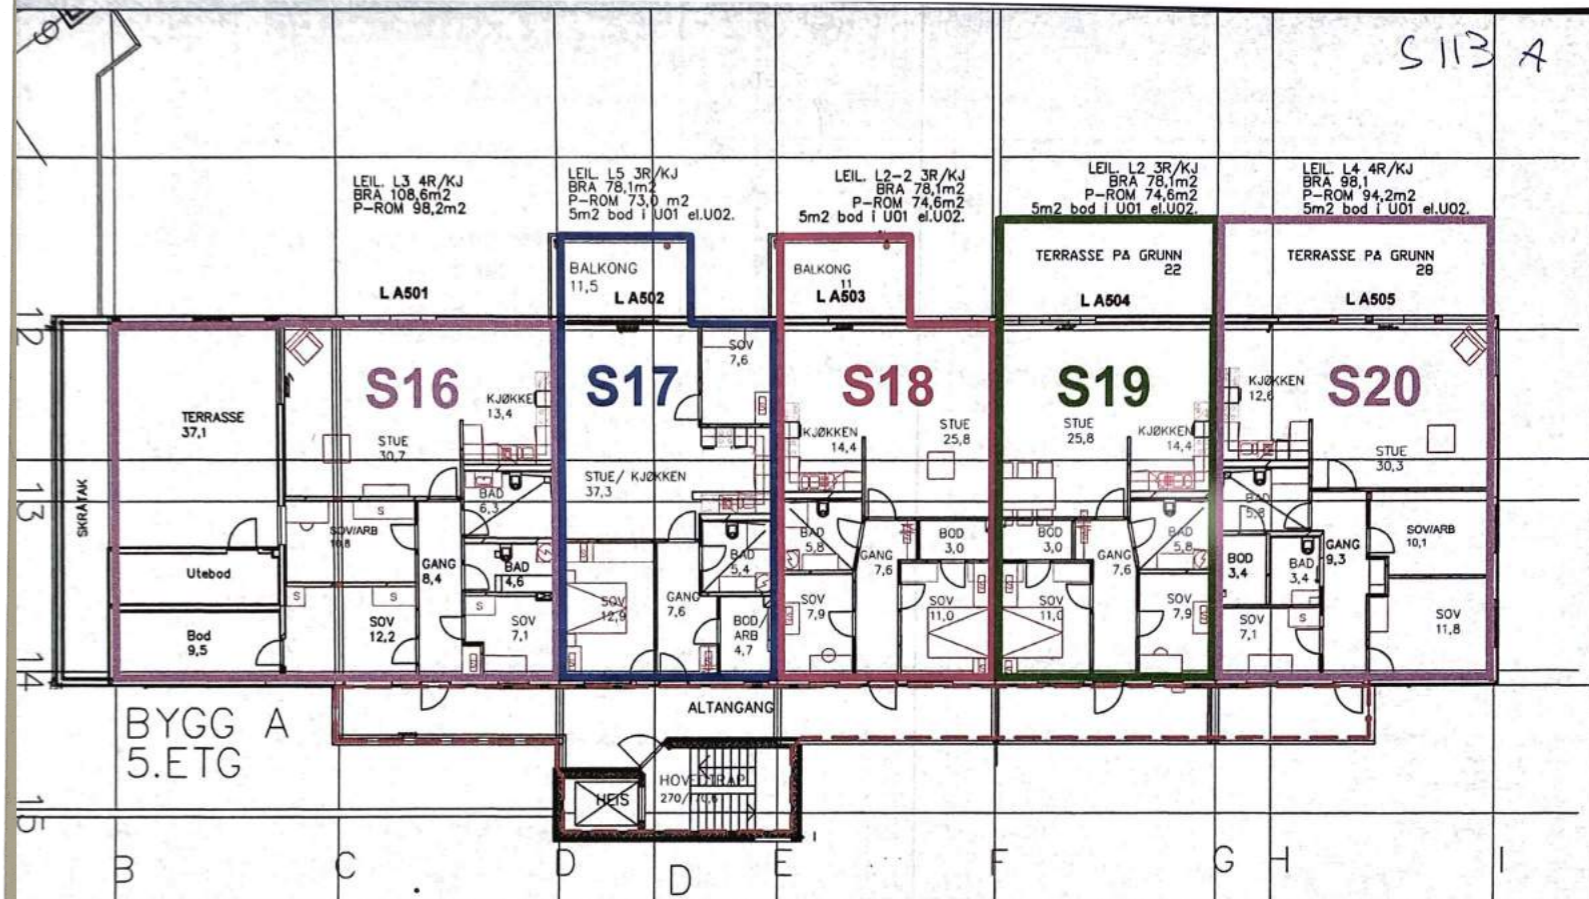 S 113 A
LEIL. L3 4R/KJ
BRA 108,6m2
P-ROM 98,2m2
LEIL. L5 3R/KJ
BRA 78,1m2
P-ROM 73,0 m2
5m2 bod i U01 el.U02.
LEIL. L2-2 3R/KJ
BRA 78,1m2
P-ROM 74,6m2
5m2 bod i U01 el.U02.
LEIL. L2 3R/KJ
BRA 78,1m2
P-ROM 74,6m2
5m2 bod i U01 el.U02.
LEIL. L4 4R/KJ
BRA 98,1
P-ROM 94,2m2
5m2 bod i U01 el.U02.
L A501
BALKONG
11,5
L A502
BALKONG
11
L A503
TERRASSE PÅ GRUNN
22
L A504
TERRASSE PÅ GRUNN
28
L A505
12
13
14
15
SKRÅTAK
S16
TERRASSE
37,1
KJØKKEN
13,4
STUE
30,7
BAD
6,3
SOV/ARB
10,8
S
GANG
8,4
BAD
4,6
Utebod
S
S
S
SOV
12,2
SOV
7,1
Bod
9,5
S17
SOV
7,6
STUE/ KJØKKEN
37,3
BAD
5,4
SOV
12,9
GANG
7,6
BOD/
ARB
4,7
S18
KJØKKEN
14,4
STUE
25,8
BAD
5,8
GANG
7,6
BOD
3,0
SOV
7,9
SOV
11,0
S19
STUE
25,8
KJØKKEN
14,4
BOD
3,0
GANG
7,6
BAD
5,8
SOV
11,0
SOV
7,9
S20
KJØKKEN
12,6
STUE
30,3
BAD
5,8
SOV/ARB
10,1
BOD
3,4
BAD
3,4
GANG
9,3
S
SOV
7,1
SOV
11,8
BYGG A
5.ETG
ALTANGANG
HEIS
HOVEDTRAP
B
C
D
D
E
F
G
H
I